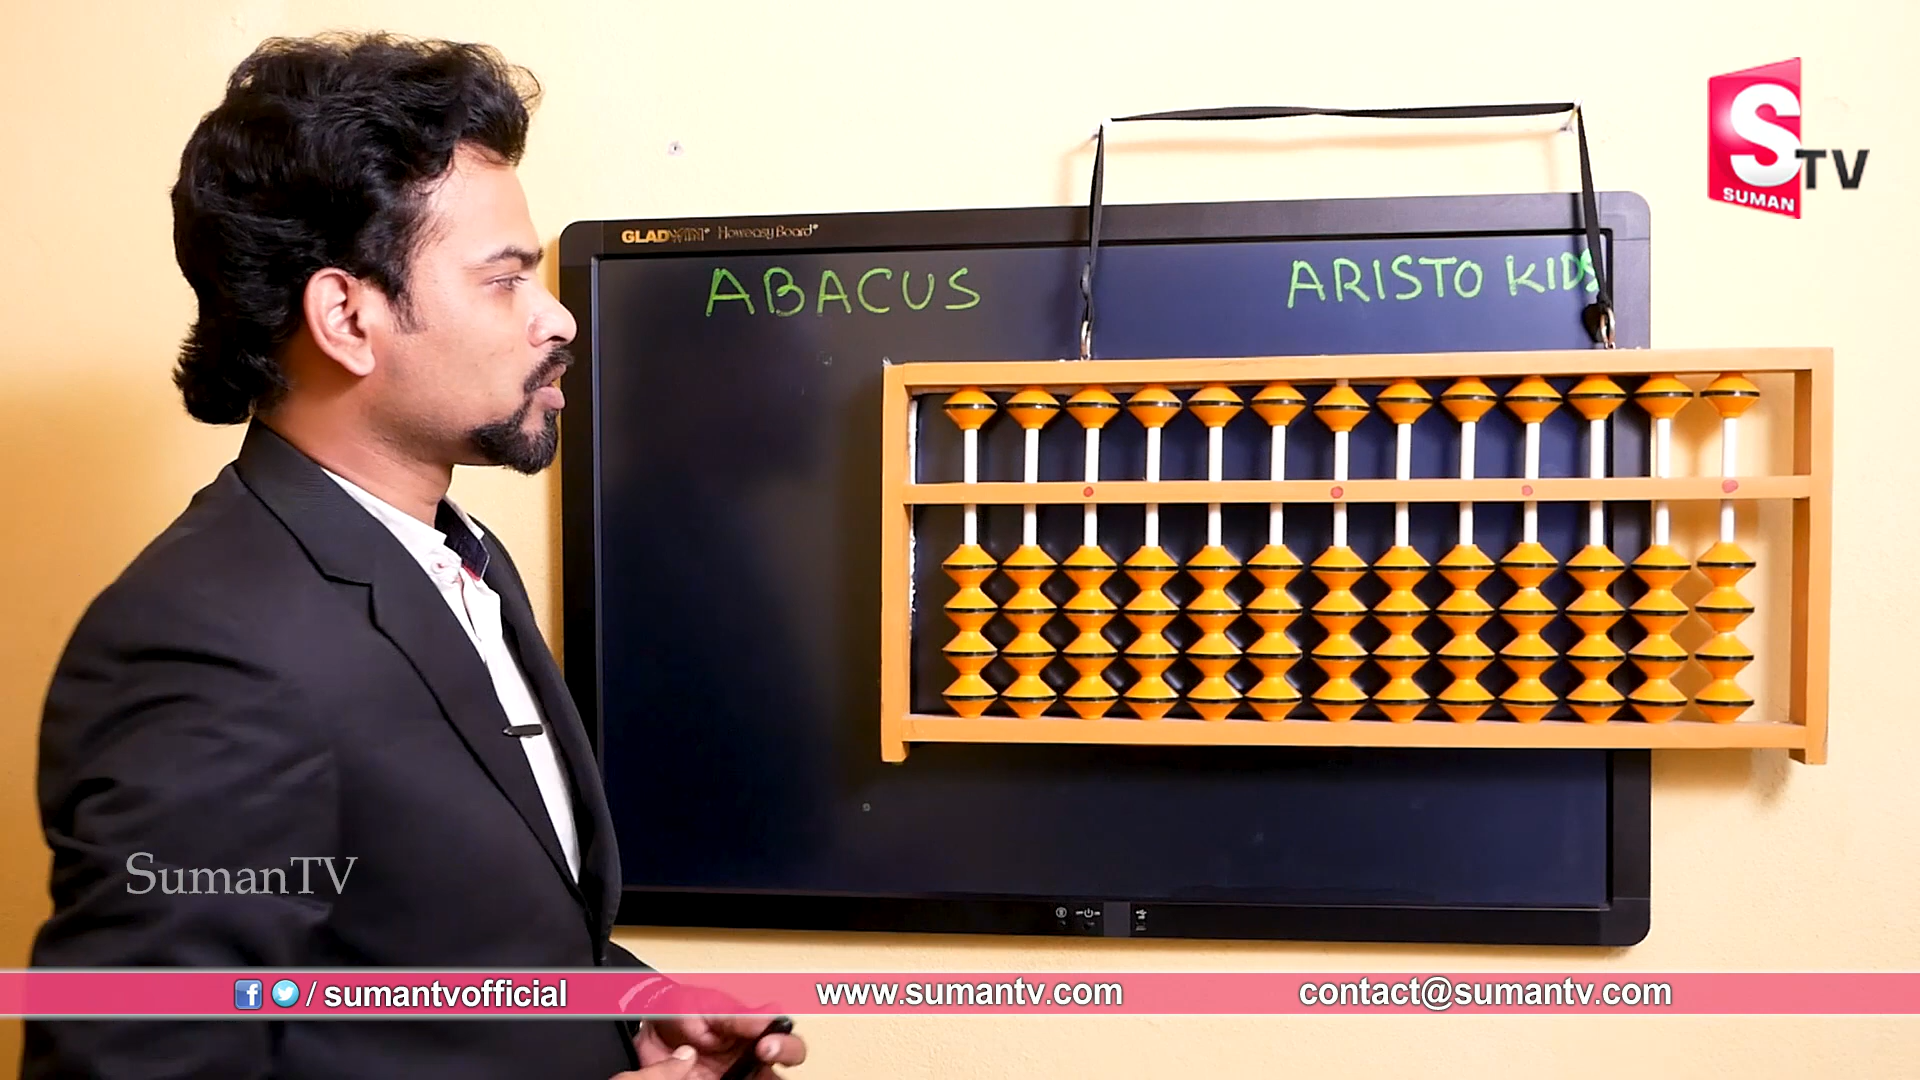 S TV
SUMAN
GLADWIN Howeasy Board
ABACUS
ARISTO KIDS
SumanTV
/ sumantvofficial
www.sumantv.com
contact@sumantv.com